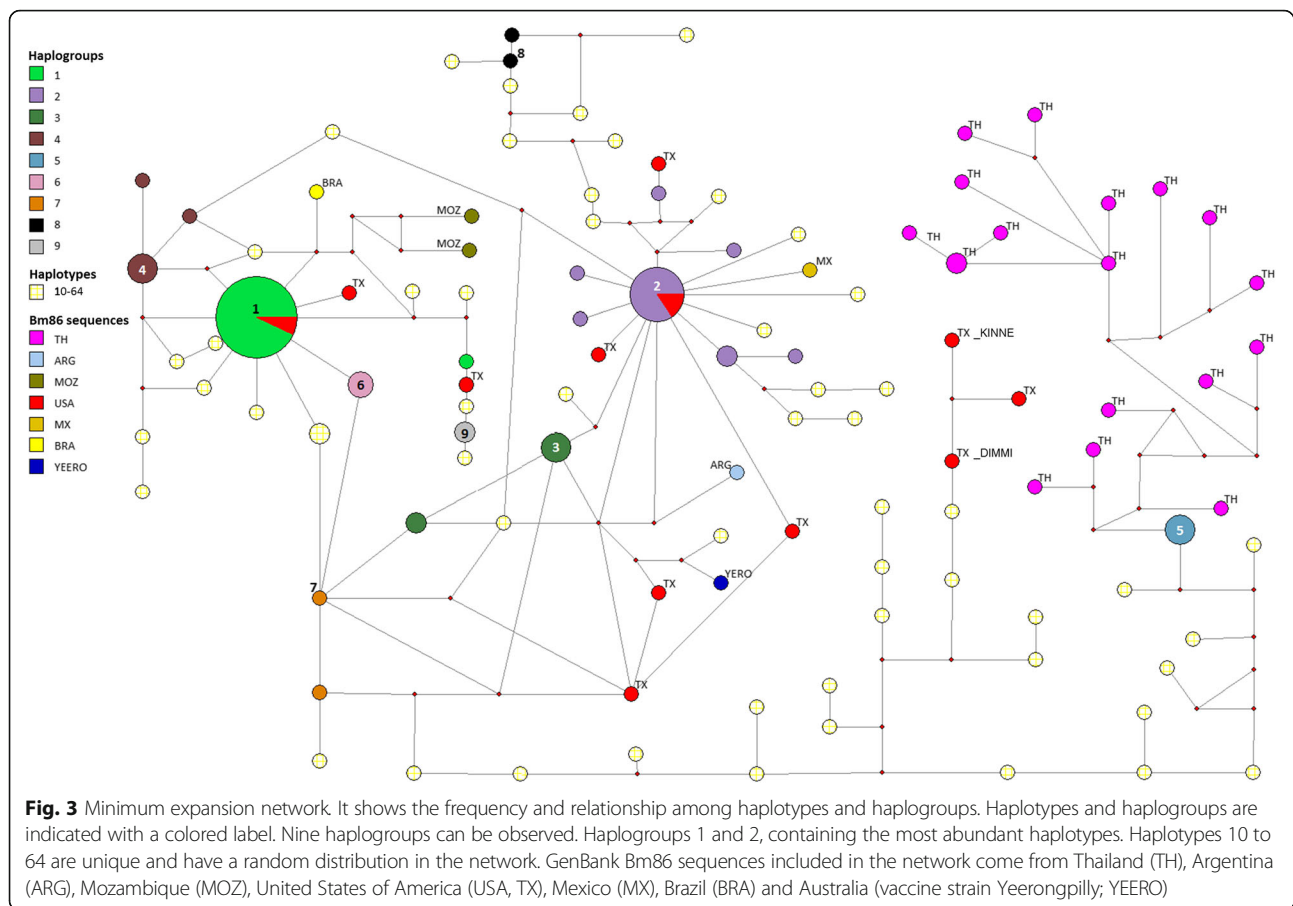 Haplogroups
1
2
3
4
5
6
7
8
9
Haplotypes
10-64
Bm86 sequences
TH
ARG
MOZ
USA
MX
BRA
YEERO
8
TX
BRA
MOZ
MOZ
4
1
TX
2
MX
TX
6
TX
9
3
ARG
TX
YERO
7
TX
TX
TH
TH
TH
TH
TH
TH
TH
TH
TH
TH
TH
TX _KINNE
TX
TX _DIMMI
TH
TH
TH
TH
TH
TH
5
Fig. 3 Minimum expansion network. It shows the frequency and relationship among haplotypes and haplogroups. Haplotypes and haplogroups are
indicated with a colored label. Nine haplogroups can be observed. Haplogroups 1 and 2, containing the most abundant haplotypes. Haplotypes 10 to
64 are unique and have a random distribution in the network. GenBank Bm86 sequences included in the network come from Thailand (TH), Argentina
(ARG), Mozambique (MOZ), United States of America (USA, TX), Mexico (MX), Brazil (BRA) and Australia (vaccine strain Yeerongpilly; YEERO)